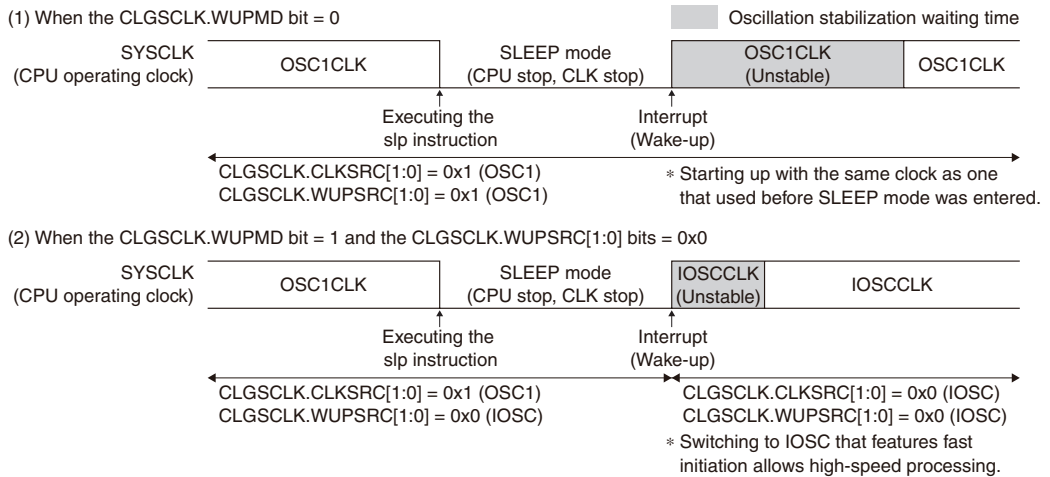 (1) When the CLGSCLK.WUPMD bit = 0
Oscillation stabilization waiting time
SYSCLK
(CPU operating clock)
OSC1CLK
SLEEP mode
(CPU stop, CLK stop)
OSC1CLK
(Unstable)
OSC1CLK
Executing the
slp instruction
Interrupt
(Wake-up)
CLGSCLK.CLKSRC[1:0] = 0x1 (OSC1)
CLGSCLK.WUPSRC[1:0] = 0x1 (OSC1)
* Starting up with the same clock as one
that used before SLEEP mode was entered.
(2) When the CLGSCLK.WUPMD bit = 1 and the CLGSCLK.WUPSRC[1:0] bits = 0x0
SYSCLK
(CPU operating clock)
OSC1CLK
SLEEP mode
(CPU stop, CLK stop)
IOSCCLK
(Unstable)
IOSCCLK
Executing the
slp instruction
Interrupt
(Wake-up)
CLGSCLK.CLKSRC[1:0] = 0x1 (OSC1)
CLGSCLK.WUPSRC[1:0] = 0x0 (IOSC)
CLGSCLK.CLKSRC[1:0] = 0x0 (IOSC)
CLGSCLK.WUPSRC[1:0] = 0x0 (IOSC)
* Switching to IOSC that features fast
initiation allows high-speed processing.